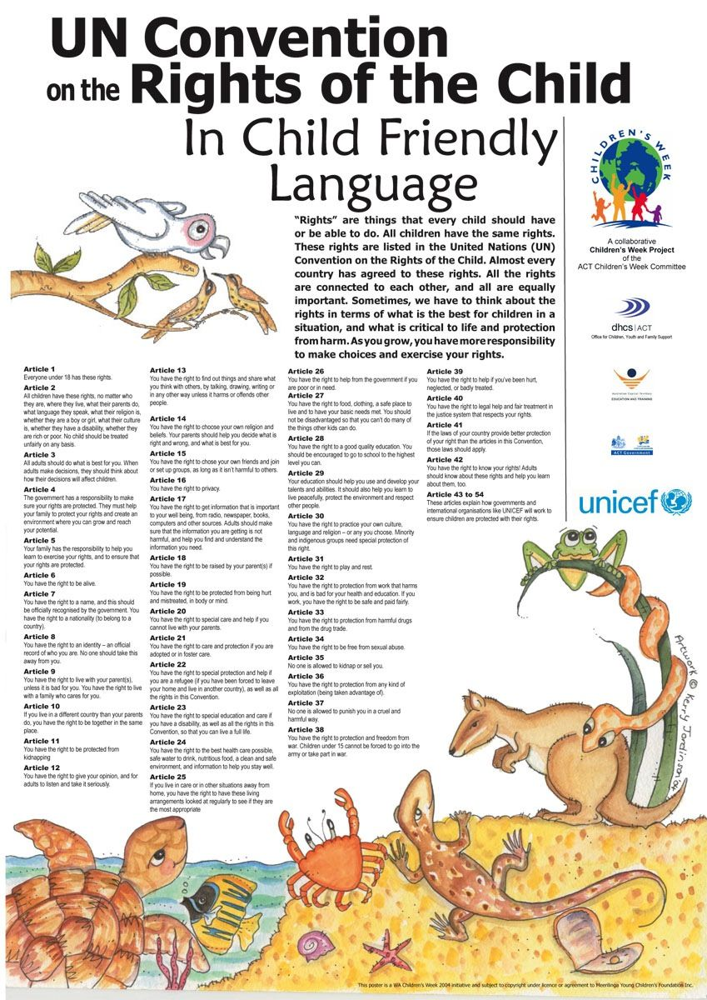 UN Convention
on the Rights of the Child
In Child Friendly
Language
"Rights" are things that every child should have
or be able to do. All children have the same rights.
These rights are listed in the United Nations (UN)
Convention on the Rights of the Child. Almost every
country has agreed to these rights. All the rights
are connected to each other, and all are equally
important. Sometimes, we have to think about the
rights in terms of what is the best for children in a
situation, and what is critical to life and protection
from harm. As you grow, you have more responsibility
to make choices and exercise your rights.
CHILDREN'S WEEK
A collaborative
Children's Week Project
of the
ACT Children's Week Committee
dhcs|ACT
Office for Children, Youth and Family Support
Australian Capital Territory
EDUCATION AND TRAINING
ACT Government
unicef
Article 1
Everyone under 18 has these rights.
Article 2
All children have these rights, no matter who
they are, where they live, what their parents do,
what language they speak, what their religion is,
whether they are a boy or girl, what their culture
is, whether they have a disability, whether they
are rich or poor. No child should be treated
unfairly on any basis.
Article 3
All adults should do what is best for you. When
adults make decisions, they should think about
how their decisions will affect children.
Article 4
The government has a responsibility to make
sure your rights are protected. They must help
your family to protect your rights and create an
environment where you can grow and reach
your potential.
Article 5
Your family has the responsibility to help you
learn to exercise your rights, and to ensure that
your rights are protected.
Article 6
You have the right to be alive.
Article 7
You have the right to a name, and this should
be officially recognised by the government. You
have the right to a nationality (to belong to a
country).
Article 8
You have the right to an identity – an official
record of who you are. No one should take this
away from you.
Article 9
You have the right to live with your parent(s),
unless it is bad for you. You have the right to live
with a family who cares for you.
Article 10
If you live in a different country than your parents
do, you have the right to be together in the same
place.
Article 11
You have the right to be protected from
kidnapping
Article 12
You have the right to give your opinion, and for
adults to listen and take it seriously.
Article 13
You have the right to find out things and share what
you think with others, by talking, drawing, writing or
in any other way unless it harms or offends other
people.
Article 14
You have the right to choose your own religion and
beliefs. Your parents should help you decide what is
right and wrong, and what is best for you.
Article 15
You have the right to chose your own friends and join
or set up groups, as long as it isn't harmful to others.
Article 16
You have the right to privacy.
Article 17
You have the right to get information that is important
to your well being, from radio, newspaper, books,
computers and other sources. Adults should make
sure that the information you are getting is not
harmful, and help you find and understand the
information you need.
Article 18
You have the right to be raised by your parent(s) if
possible.
Article 19
You have the right to be protected from being hurt
and mistreated, in body or mind.
Article 20
You have the right to special care and help if you
cannot live with your parents.
Article 21
You have the right to care and protection if you are
adopted or in foster care.
Article 22
You have the right to special protection and help if
you are a refugee (if you have been forced to leave
your home and live in another country), as well as all
the rights in this Convention.
Article 23
You have the right to special education and care if
you have a disability, as well as all the rights in this
Convention, so that you can live a full life.
Article 24
You have the right to the best health care possible,
safe water to drink, nutritious food, a clean and safe
environment, and information to help you stay well.
Article 25
If you live in care or in other situations away from
home, you have the right to have these living
arrangements looked at regularly to see if they are
the most appropriate
Article 26
You have the right to help from the government if you
are poor or in need.
Article 27
You have the right to food, clothing, a safe place to
live and to have your basic needs met. You should
not be disadvantaged so that you can't do many of
the things other kids can do.
Article 28
You have the right to a good quality education. You
should be encouraged to go to school to the highest
level you can.
Article 29
Your education should help you use and develop your
talents and abilities. It should also help you learn to
live peacefully, protect the environment and respect
other people.
Article 30
You have the right to practice your own culture,
language and religion – or any you choose. Minority
and indigenous groups need special protection of
this right.
Article 31
You have the right to play and rest.
Article 32
You have the right to protection from work that harms
you, and is bad for your health and education. If you
work, you have the right to be safe and paid fairly.
Article 33
You have the right to protection from harmful drugs
and from the drug trade.
Article 34
You have the right to be free from sexual abuse.
Article 35
No one is allowed to kidnap or sell you.
Article 36
You have the right to protection from any kind of
exploitation (being taken advantage of).
Article 37
No one is allowed to punish you in a cruel and
harmful way.
Article 38
You have the right to protection and freedom from
war. Children under 15 cannot be forced to go into the
army or take part in war.
Article 39
You have the right to help if you've been hurt,
neglected, or badly treated.
Article 40
You have the right to legal help and fair treatment in
the justice system that respects your rights.
Article 41
If the laws of your country provide better protection
of your right than the articles in this Convention,
those laws should apply.
Article 42
You have the right to know your rights! Adults
should know about these rights and help you learn
about them, too.
Article 43 to 54
These articles explain how governments and
international organisations like UNICEF will work to
ensure children are protected with their rights.
Artwork © Kerry
This poster is a WA Children's Week 2004 initiative and subject to copyright under licence or agreement to Meerilinga Young Children's Foundation Inc.